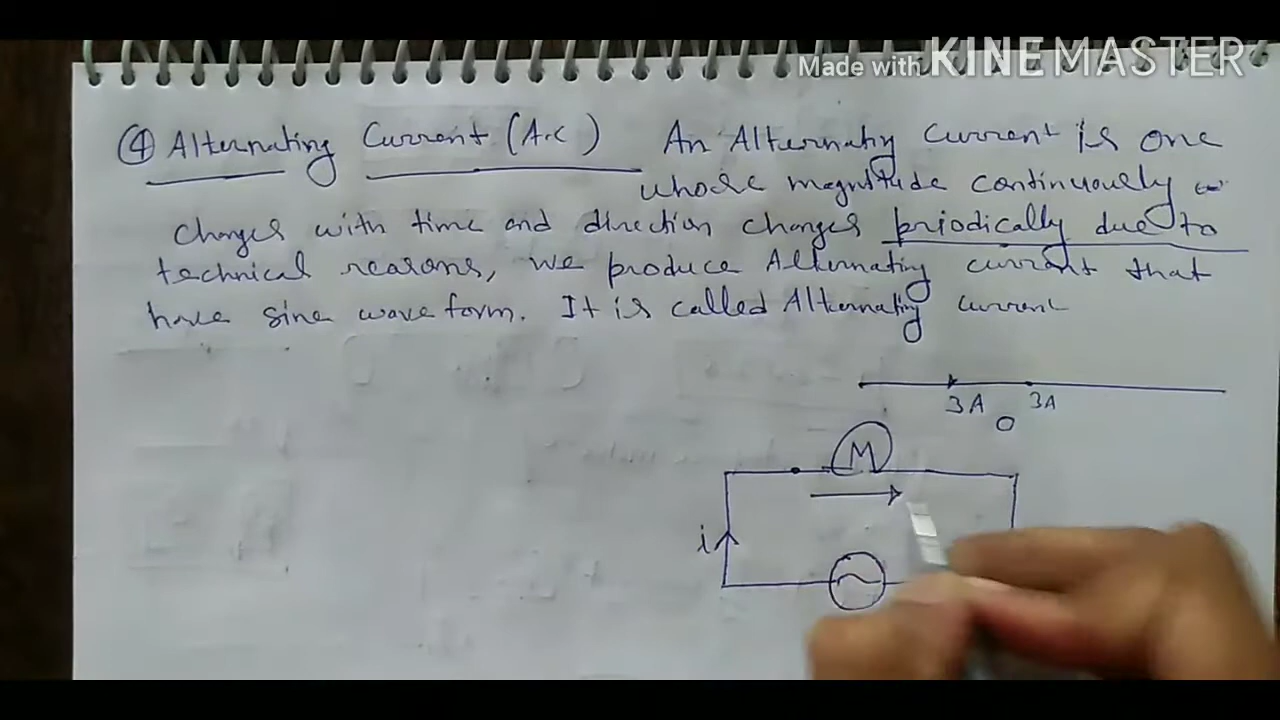 Made with KINEMASTER
④ Alternating Current (A.C) An Alternating current is one
whose magnitude continuously
changes with time and direction changes priodically due to
technical reasons, we produce Alternating current that
have sine wave form. It is called Alternating current
3A 3A
0
M
i